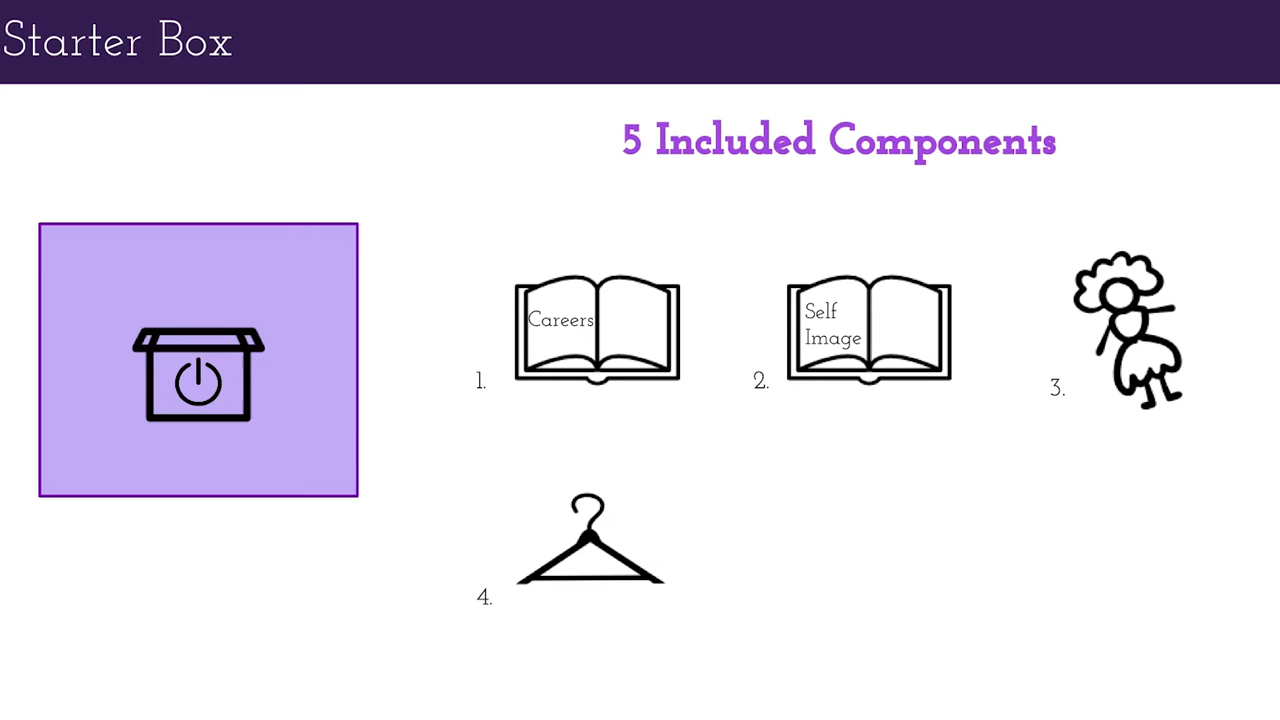 Starter Box
5 Included Components
Careers
1.
Self
Image
2.
3.
4.